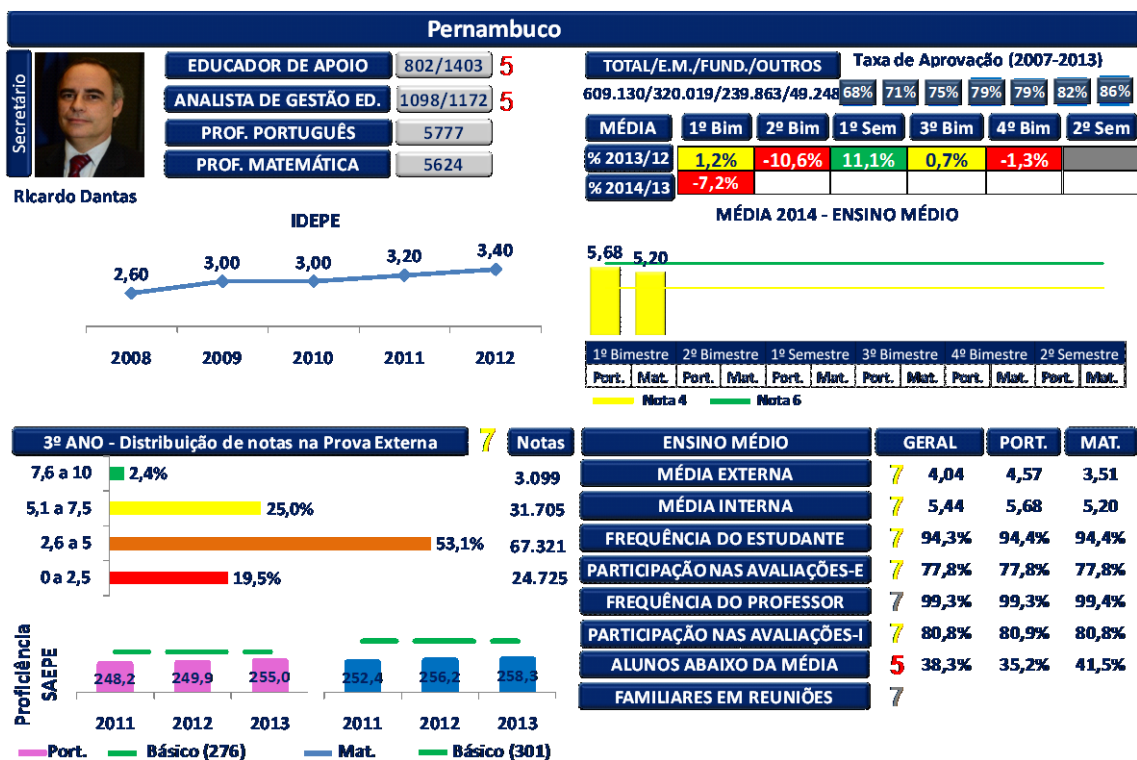 Pernambuco
Secretário
Ricardo Dantas
EDUCADOR DE APOIO 802/1403 5
ANALISTA DE GESTÃO ED. 1098/1172 5
PROF. PORTUGUÊS 5777
PROF. MATEMÁTICA 5624
TOTAL/E.M./FUND./OUTROS
609.130/320.019/239.863/49.248
Taxa de Aprovação (2007-2013)
68% 71% 75% 79% 79% 82% 86%
MÉDIA 1º Bim 2º Bim 1º Sem 3º Bim 4º Bim 2º Sem
% 2013/12 1,2% -10,6% 11,1% 0,7% -1,3%
% 2014/13 -7,2%
IDEPE
2,60 3,00 3,00 3,20 3,40
2008 2009 2010 2011 2012
MÉDIA 2014 - ENSINO MÉDIO
5,68 5,20
1º Bimestre 2º Bimestre 1º Semestre 3º Bimestre 4º Bimestre 2º Semestre
Port. Mat. Port. Mat. Port. Mat. Port. Mat. Port. Mat. Port. Mat.
Nota 4 Nota 6
3º ANO - Distribuição de notas na Prova Externa 7 Notas
7,6 a 10 2,4% 3.099
5,1 a 7,5 25,0% 31.705
2,6 a 5 53,1% 67.321
0 a 2,5 19,5% 24.725
Proficiência
SAEPE
248,2 249,9 255,0 252,4 256,2 258,3
2011 2012 2013 2011 2012 2013
Port. Básico (276) Mat. Básico (301)
ENSINO MÉDIO GERAL PORT. MAT.
MÉDIA EXTERNA 7 4,04 4,57 3,51
MÉDIA INTERNA 7 5,44 5,68 5,20
FREQUÊNCIA DO ESTUDANTE 7 94,3% 94,4% 94,4%
PARTICIPAÇÃO NAS AVALIAÇÕES-E 7 77,8% 77,8% 77,8%
FREQUÊNCIA DO PROFESSOR 7 99,3% 99,3% 99,4%
PARTICIPAÇÃO NAS AVALIAÇÕES-I 7 80,8% 80,9% 80,8%
ALUNOS ABAIXO DA MÉDIA 5 38,3% 35,2% 41,5%
FAMILIARES EM REUNIÕES 7